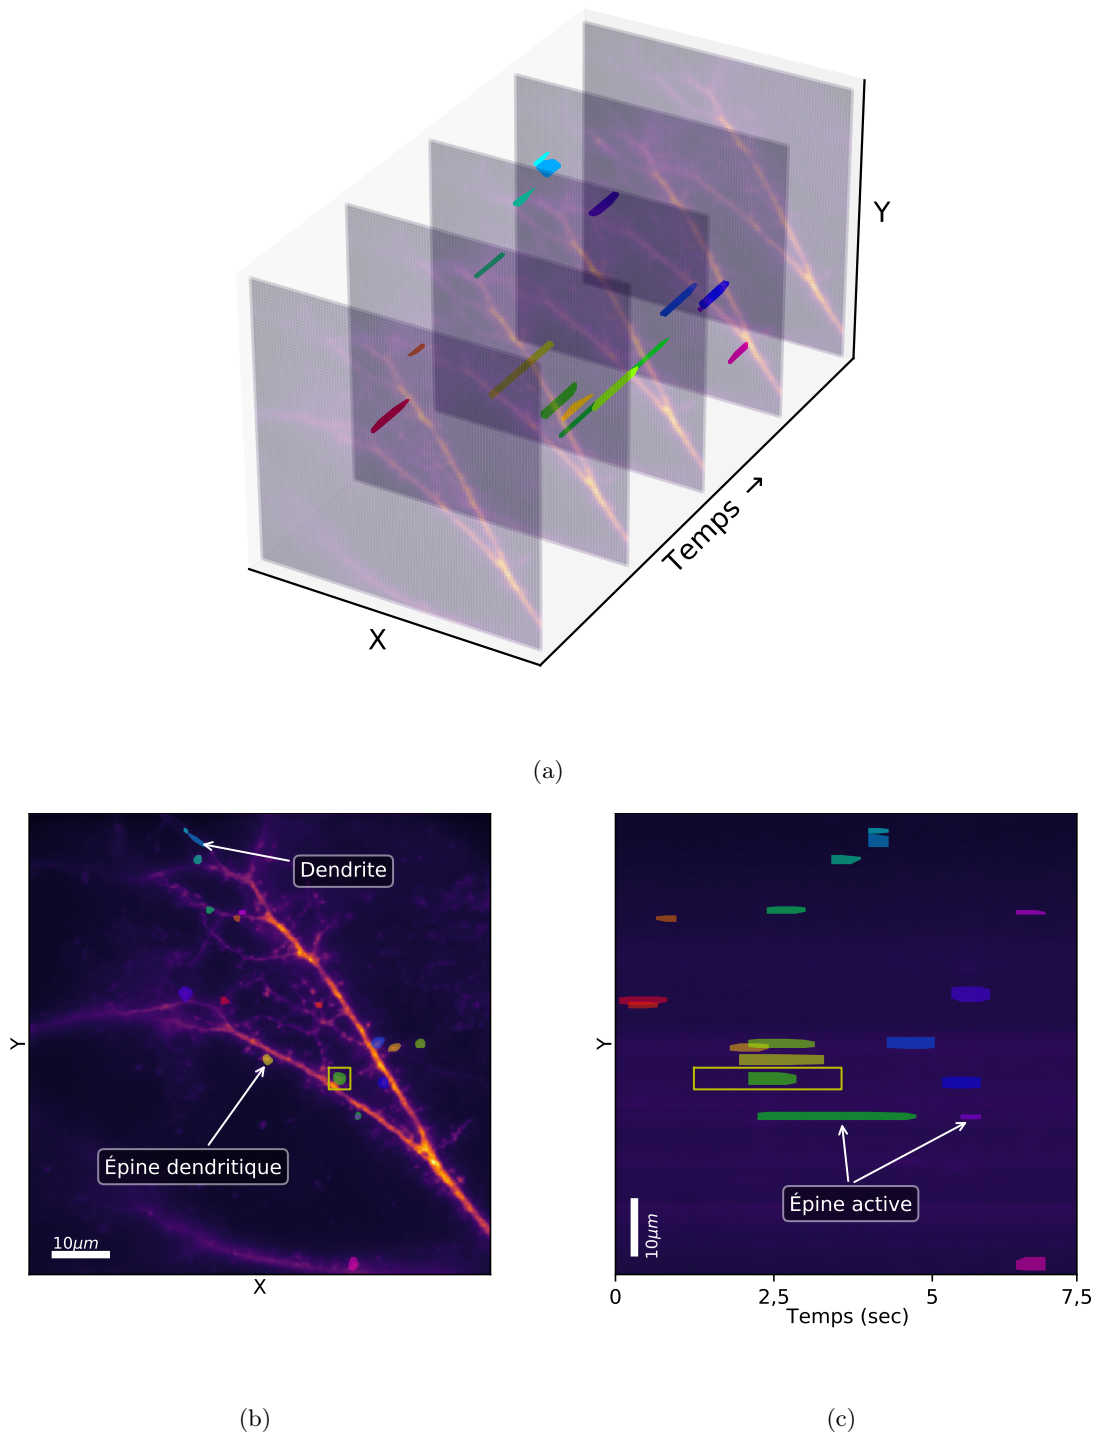 Y
Temps →
X
(a)
Dendrite
Y
Épine dendritique
10μm
X
(b)
Y
Épine active
10μm
0
2,5
5
7,5
Temps (sec)
(c)